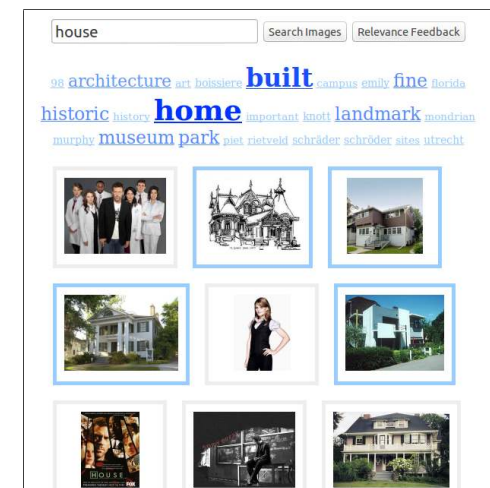 house Search Images Relevance Feedback
98 architecture art boissiere built campus emily fine florida
historic history home important knott landmark mondrian
murphy museum park piet rietveld schräder schröder sites utrecht
HOUSE
FOX